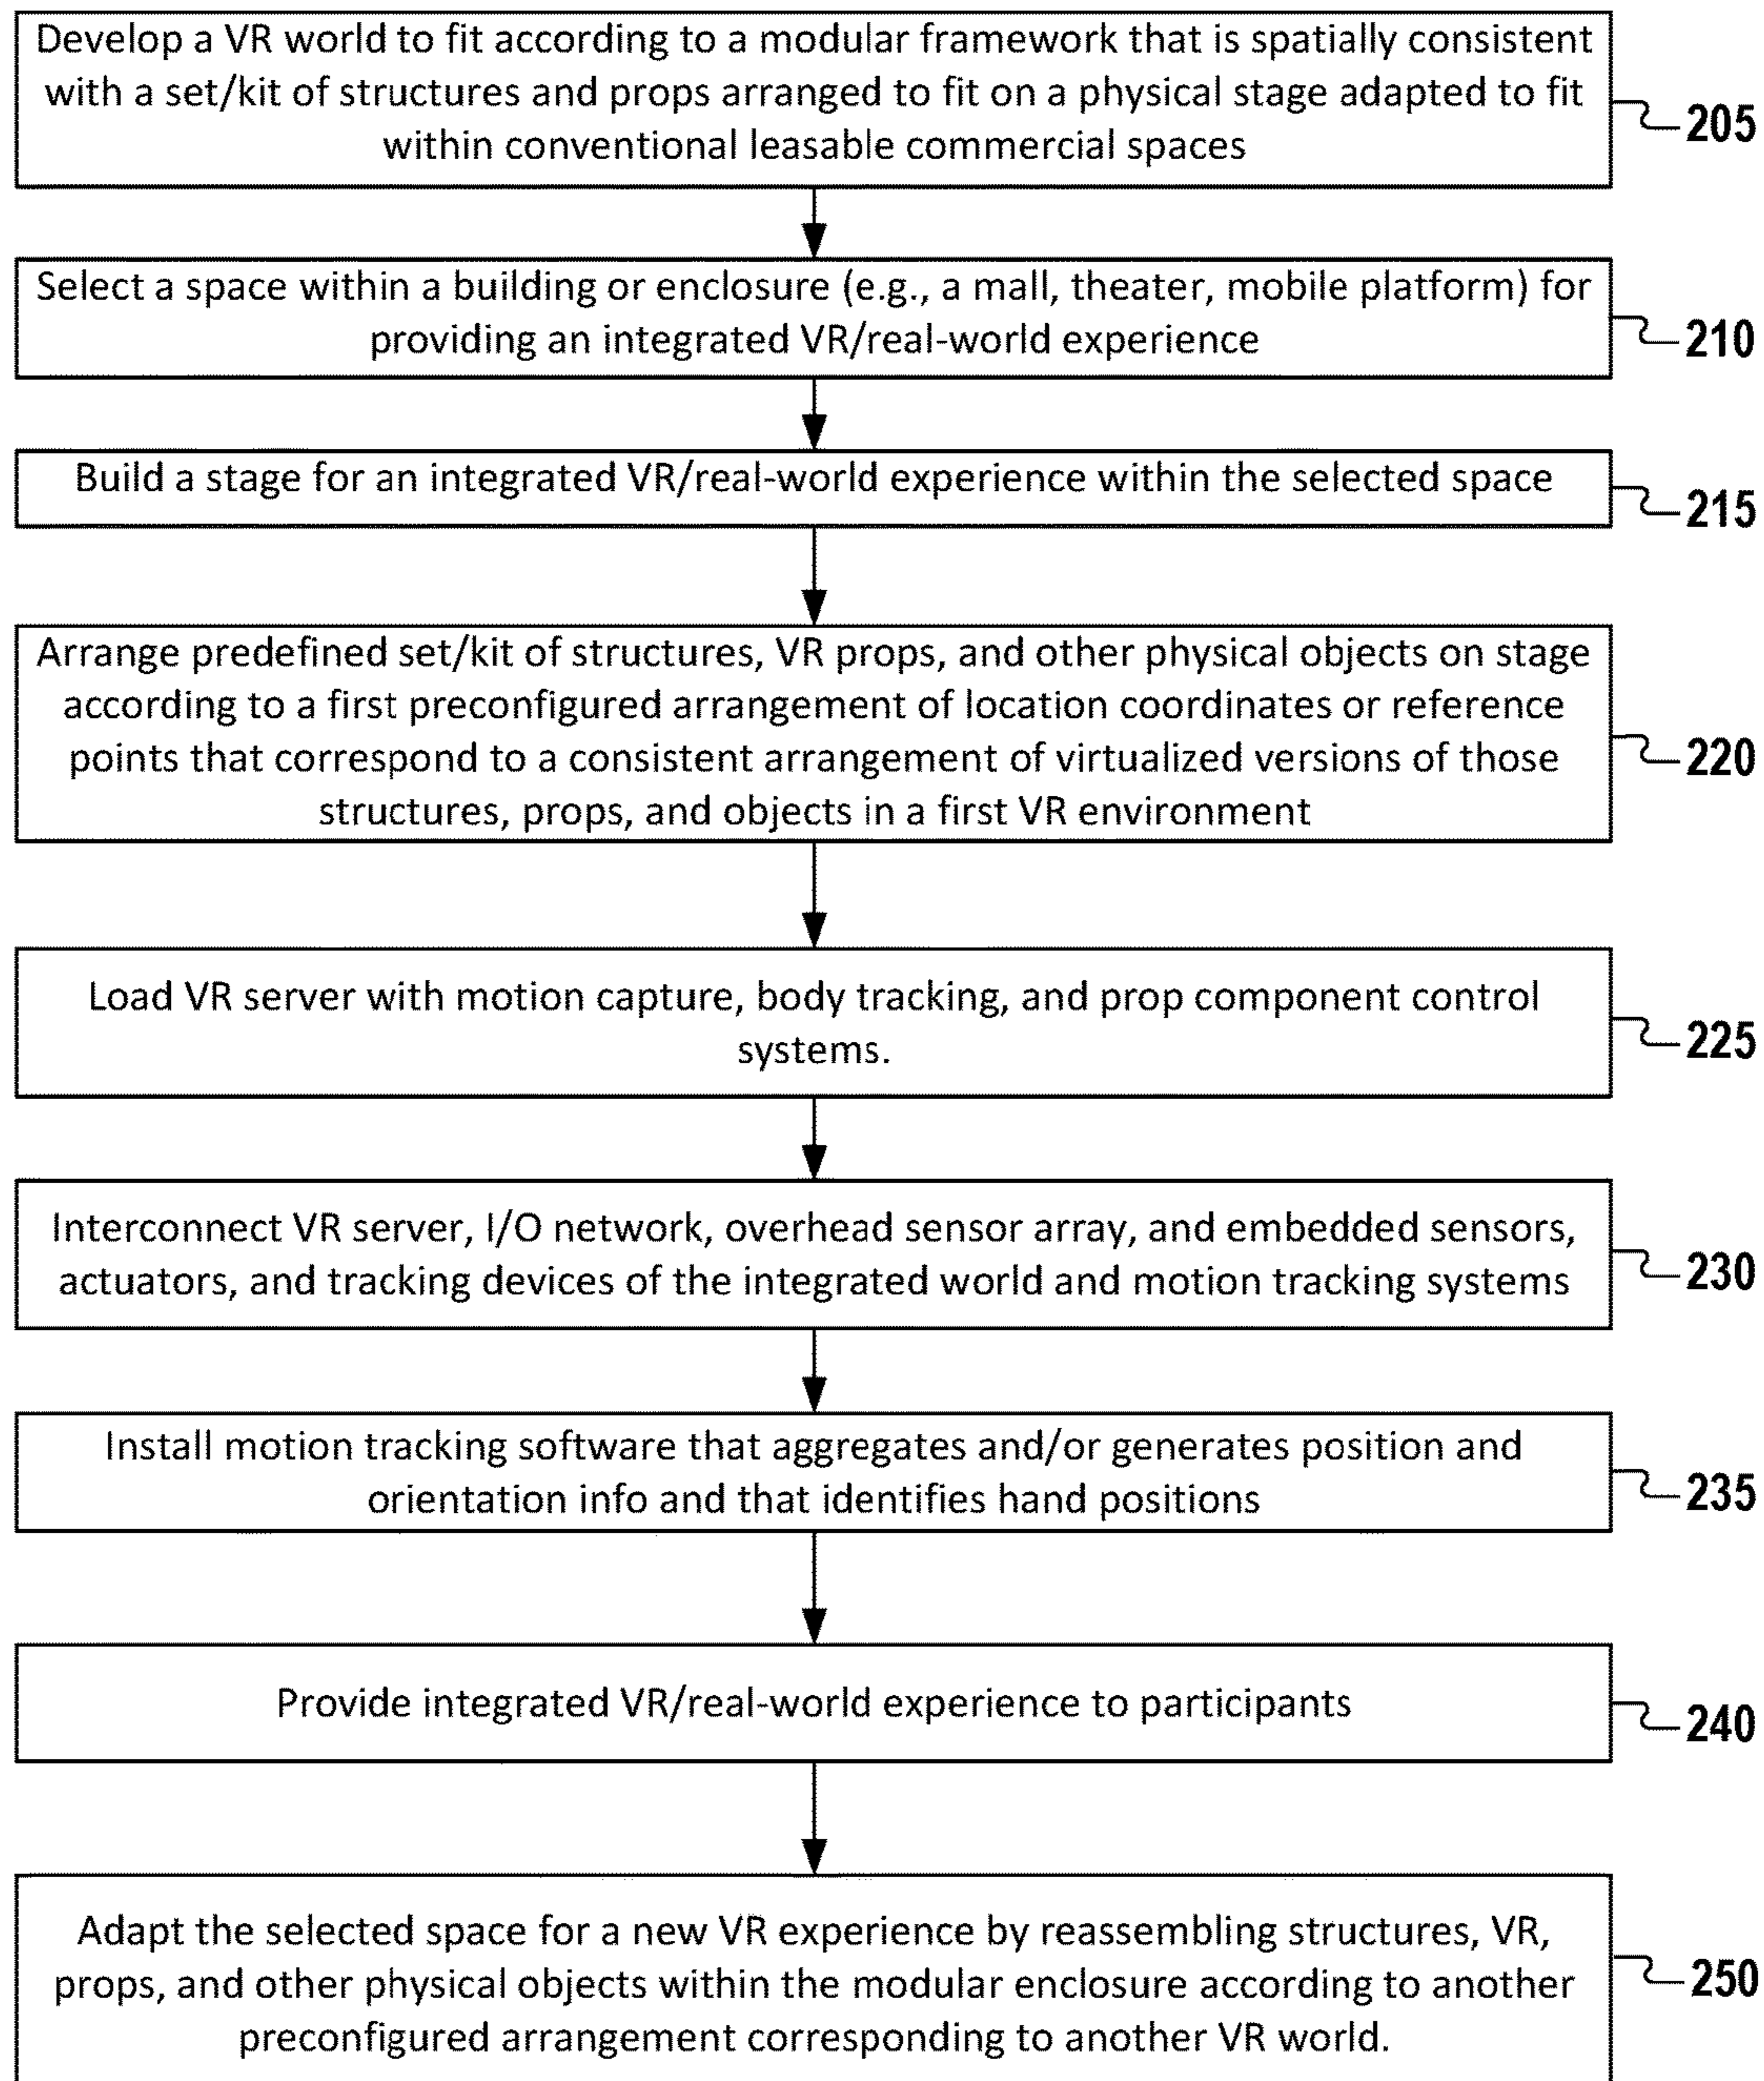 Develop a VR world to fit according to a modular framework that is spatially consistent
with a set/kit of structures and props arranged to fit on a physical stage adapted to fit
within conventional leasable commercial spaces
205
Select a space within a building or enclosure (e.g., a mall, theater, mobile platform) for
providing an integrated VR/real-world experience
210
Build a stage for an integrated VR/real-world experience within the selected space
215
Arrange predefined set/kit of structures, VR props, and other physical objects on stage
according to a first preconfigured arrangement of location coordinates or reference
points that correspond to a consistent arrangement of virtualized versions of those
structures, props, and objects in a first VR environment
220
Load VR server with motion capture, body tracking, and prop component control
systems.
225
Interconnect VR server, I/O network, overhead sensor array, and embedded sensors,
actuators, and tracking devices of the integrated world and motion tracking systems
230
Install motion tracking software that aggregates and/or generates position and
orientation info and that identifies hand positions
235
Provide integrated VR/real-world experience to participants
240
Adapt the selected space for a new VR experience by reassembling structures, VR,
props, and other physical objects within the modular enclosure according to another
preconfigured arrangement corresponding to another VR world.
250